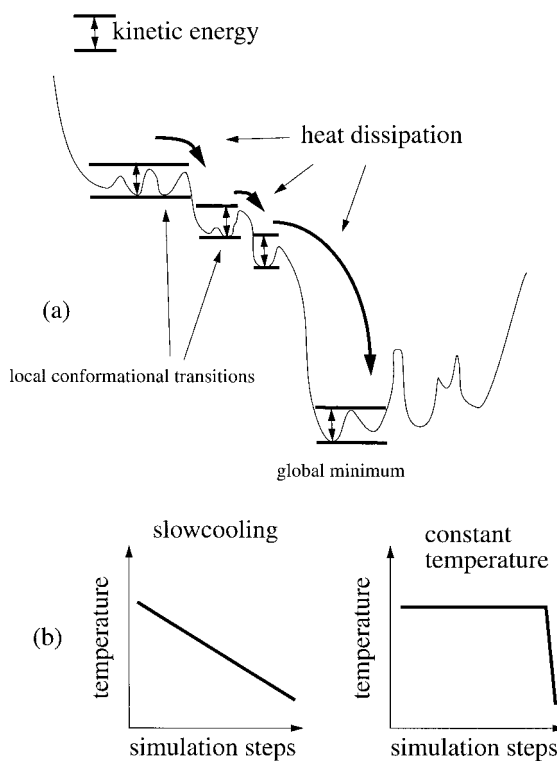 kinetic energy
heat dissipation
(a)
local conformational transitions
global minimum
slowcooling
constant
temperature
(b)
temperature
simulation steps
temperature
simulation steps